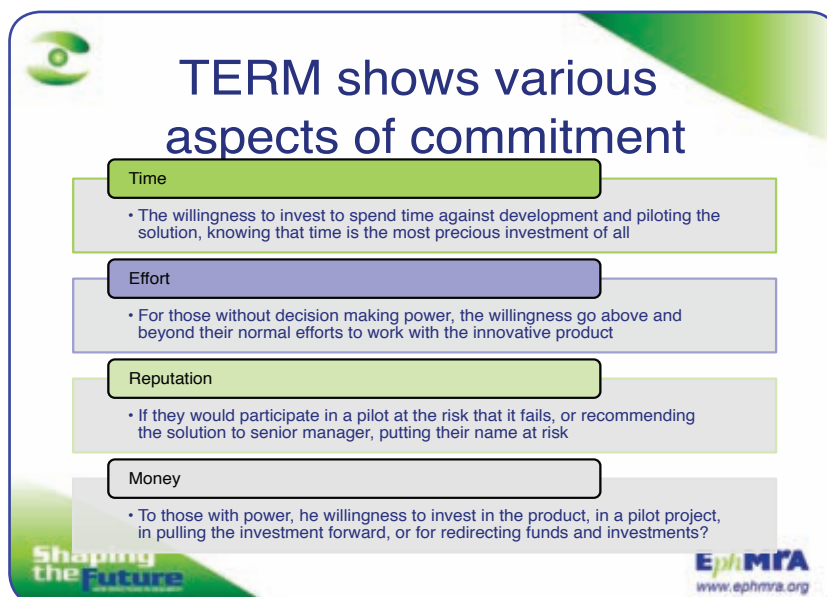 TERM shows various
aspects of commitment
Time
• The willingness to invest to spend time against development and piloting the
solution, knowing that time is the most precious investment of all
Effort
• For those without decision making power, the willingness go above and
beyond their normal efforts to work with the innovative product
Reputation
• If they would participate in a pilot at the risk that it fails, or recommending
the solution to senior manager, putting their name at risk
Money
• To those with power, he willingness to invest in the product, in a pilot project,
in pulling the investment forward, or for redirecting funds and investments?
Shaping
the Future
EphMRA
www.ephmra.org